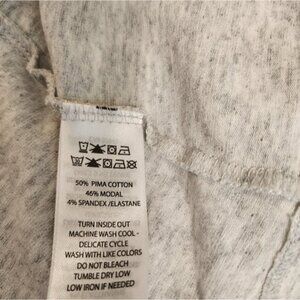 50% PIMA COTTON
46% MODAL
4% SPANDEX /ELASTANE
TURN INSIDE OUT
MACHINE WASH COOL -
DELICATE CYCLE
WASH WITH LIKE COLORS
DO NOT BLEACH
TUMBLE DRY LOW
LOW IRON IF NEEDED